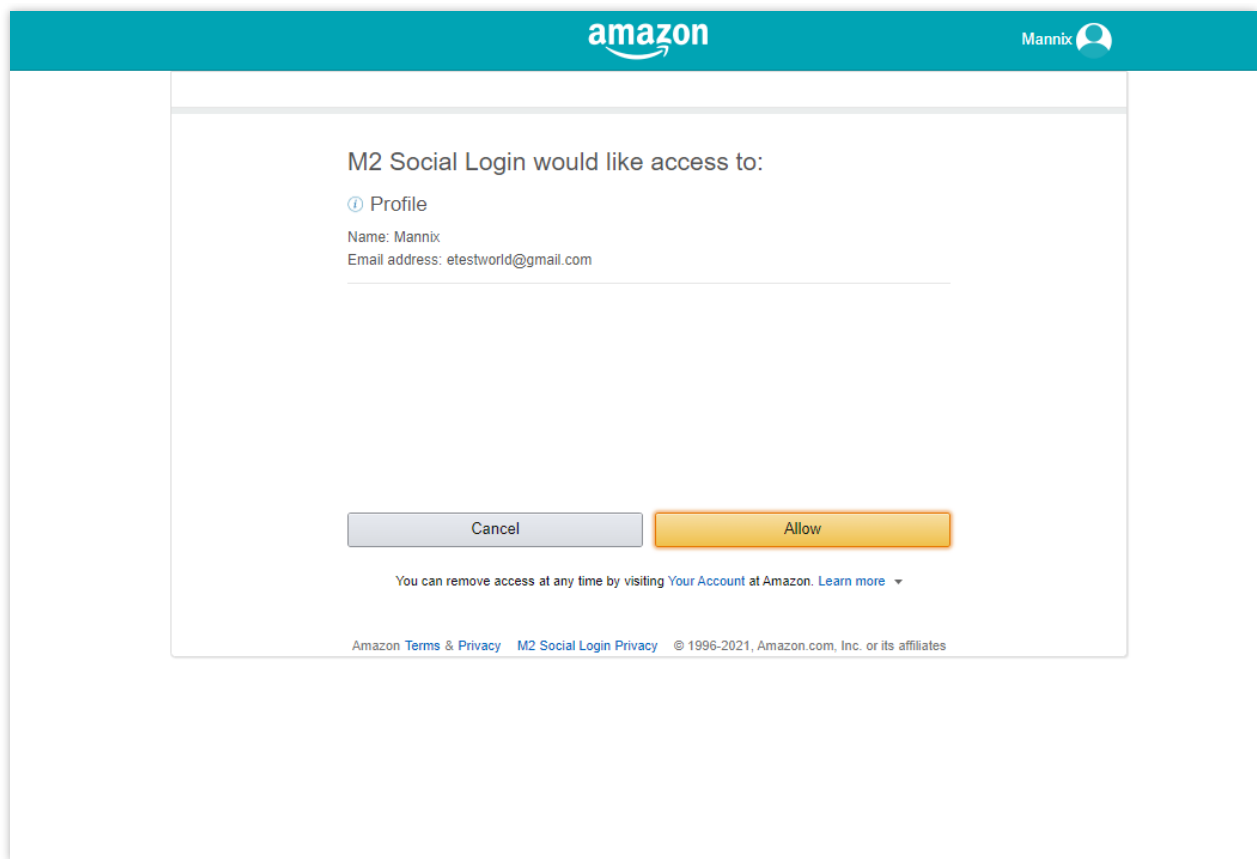 amazon
Mannix
M2 Social Login would like access to:
Profile
Name: Mannix
Email address: etestworld@gmail.com
Cancel
Allow
You can remove access at any time by visiting Your Account at Amazon. Learn more
Amazon Terms & Privacy M2 Social Login Privacy © 1996-2021, Amazon.com, Inc. or its affiliates